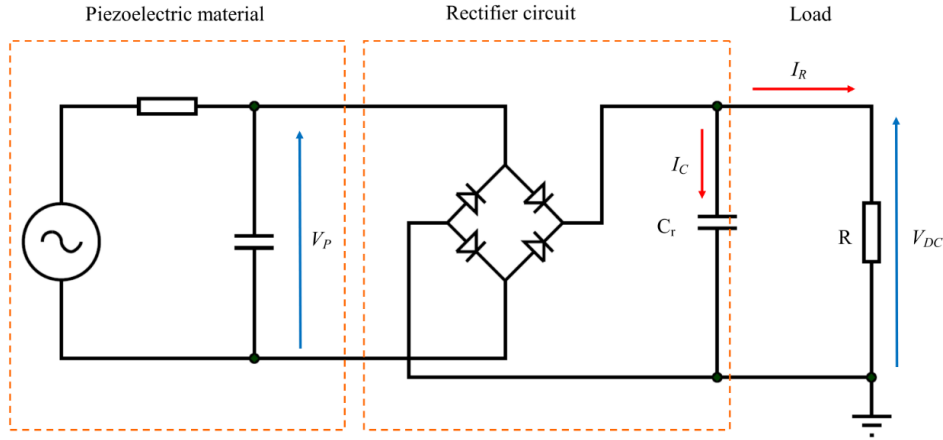 Piezoelectric material
Rectifier circuit
Load
I_R
I_C
V_P
C_r
R
V_DC